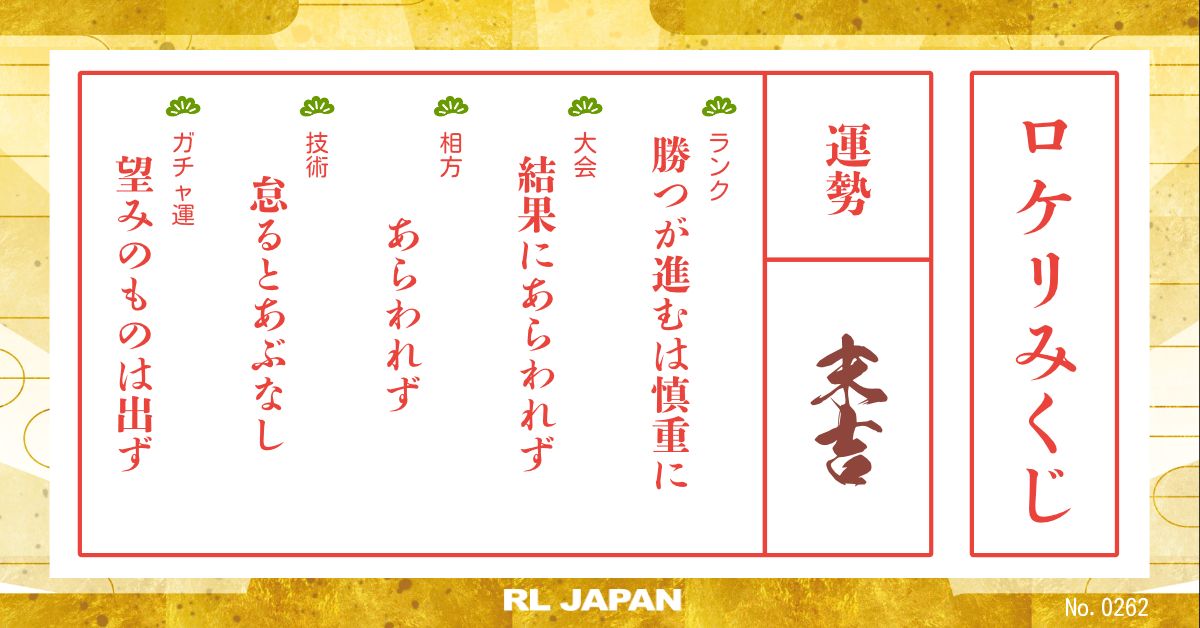 ロケリみくじ
運勢
末吉
ランク
勝つが進むは慎重に
大会
結果にあらわれず
相方
あらわれず
技術
怠るとあぶなし
ガチャ運
望みのものは出ず
RL JAPAN
No. 0262